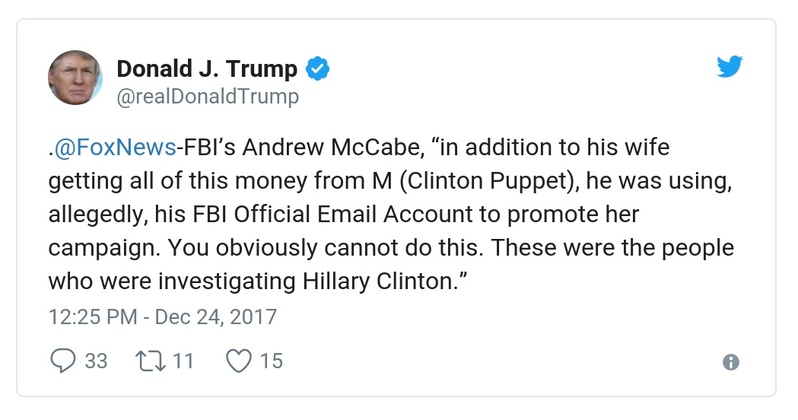 Donald J. Trump
@realDonaldTrump
.@FoxNews-FBI’s Andrew McCabe, “in addition to his wife
getting all of this money from M (Clinton Puppet), he was using,
allegedly, his FBI Official Email Account to promote her
campaign. You obviously cannot do this. These were the people
who were investigating Hillary Clinton.”
12:25 PM - Dec 24, 2017
33 11 15